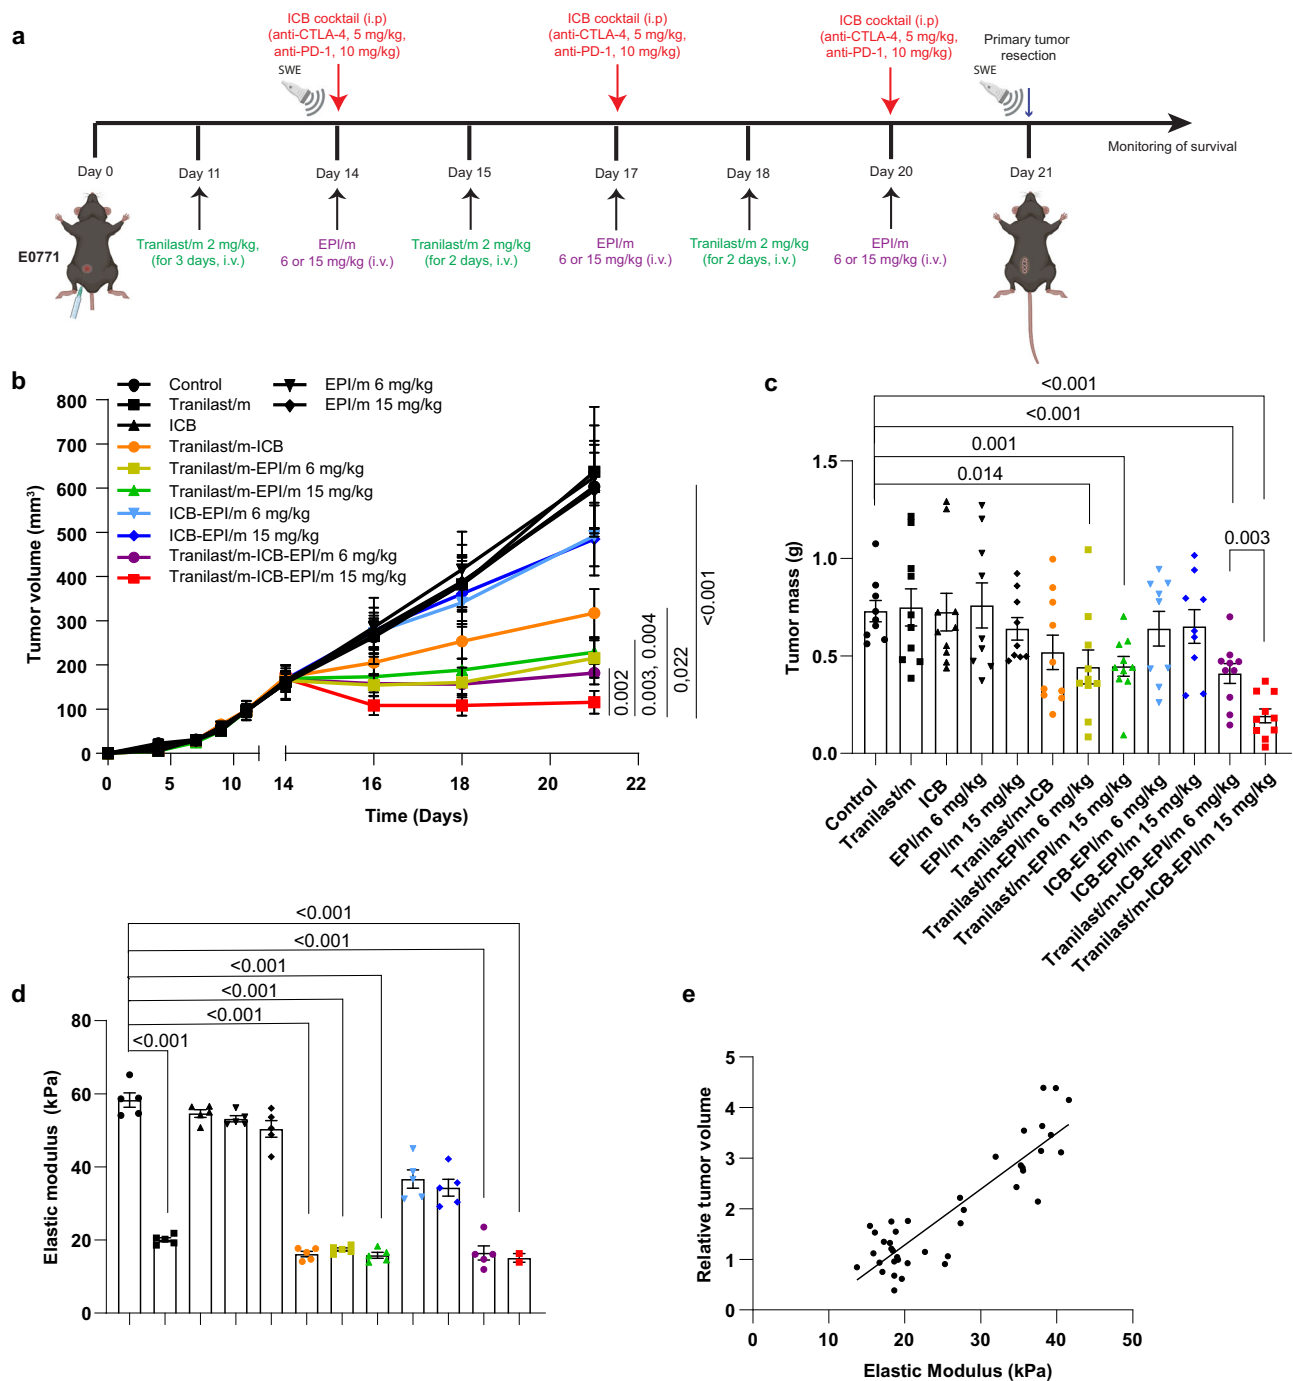 a
ICB cocktail (i.p)
(anti-CTLA-4, 5 mg/kg,
anti-PD-1, 10 mg/kg)
ICB cocktail (i.p)
(anti-CTLA-4, 5 mg/kg,
anti-PD-1, 10 mg/kg)
ICB cocktail (i.p)
(anti-CTLA-4, 5 mg/kg,
anti-PD-1, 10 mg/kg)
Primary tumor
resection
SWE
SWE
Monitoring of survival
Day 0
Day 11
Day 14
Day 15
Day 17
Day 18
Day 20
Day 21
E0771
Tranilast/m 2 mg/kg,
(for 3 days, i.v.)
EPI/m
6 or 15 mg/kg (i.v.)
Tranilast/m 2 mg/kg
(for 2 days, i.v.)
EPI/m
6 or 15 mg/kg (i.v.)
Tranilast/m 2 mg/kg
(for 2 days, i.v.)
EPI/m
6 or 15 mg/kg (i.v.)
b
Control
Tranilast/m
ICB
Tranilast/m-ICB
Tranilast/m-EPI/m 6 mg/kg
Tranilast/m-EPI/m 15 mg/kg
ICB-EPI/m 6 mg/kg
ICB-EPI/m 15 mg/kg
Tranilast/m-ICB-EPI/m 6 mg/kg
Tranilast/m-ICB-EPI/m 15 mg/kg
EPI/m 6 mg/kg
EPI/m 15 mg/kg
Tumor volume (mm³)
800
700
600
500
400
300
200
100
0
0 5 10 14 16 18 20 22
Time (Days)
0.002
0.003, 0.004
0,022
<0.001
c
<0.001
<0.001
0.001
0.014
0.003
Tumor mass (g)
1.5
1.0
0.5
0.0
Control
Tranilast/m
ICB
EPI/m 6 mg/kg
EPI/m 15 mg/kg
Tranilast/m-ICB
Tranilast/m-EPI/m 6 mg/kg
Tranilast/m-EPI/m 15 mg/kg
ICB-EPI/m 6 mg/kg
ICB-EPI/m 15 mg/kg
Tranilast/m-ICB-EPI/m 6 mg/kg
Tranilast/m-ICB-EPI/m 15 mg/kg
d
<0.001
<0.001
<0.001
<0.001
<0.001
<0.001
Elastic modulus (kPa)
80
60
40
20
0
e
Relative tumor volume
5
4
3
2
1
0
0 10 20 30 40 50
Elastic Modulus (kPa)